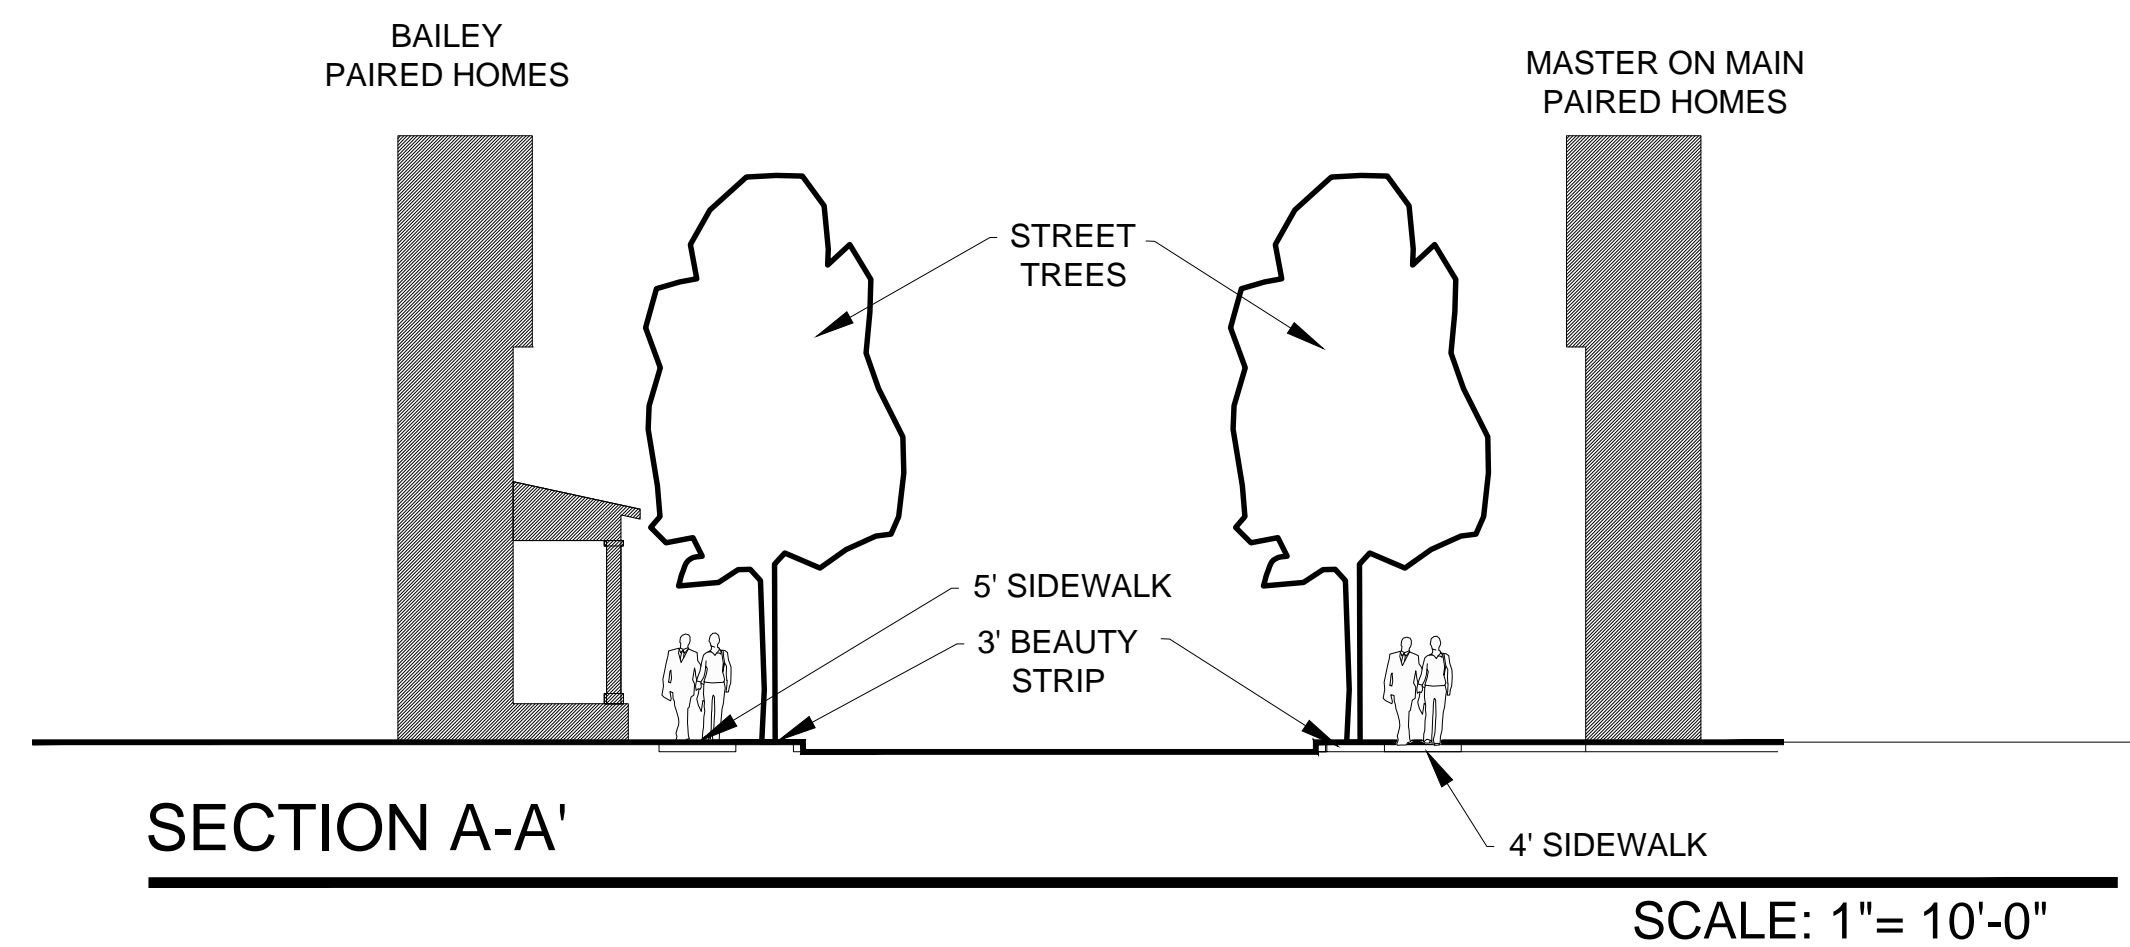 BAILEY
PAIRED HOMES
MASTER ON MAIN
PAIRED HOMES
STREET
TREES
5' SIDEWALK
3' BEAUTY
STRIP
4' SIDEWALK
SECTION A-A'
SCALE: 1"= 10'-0"